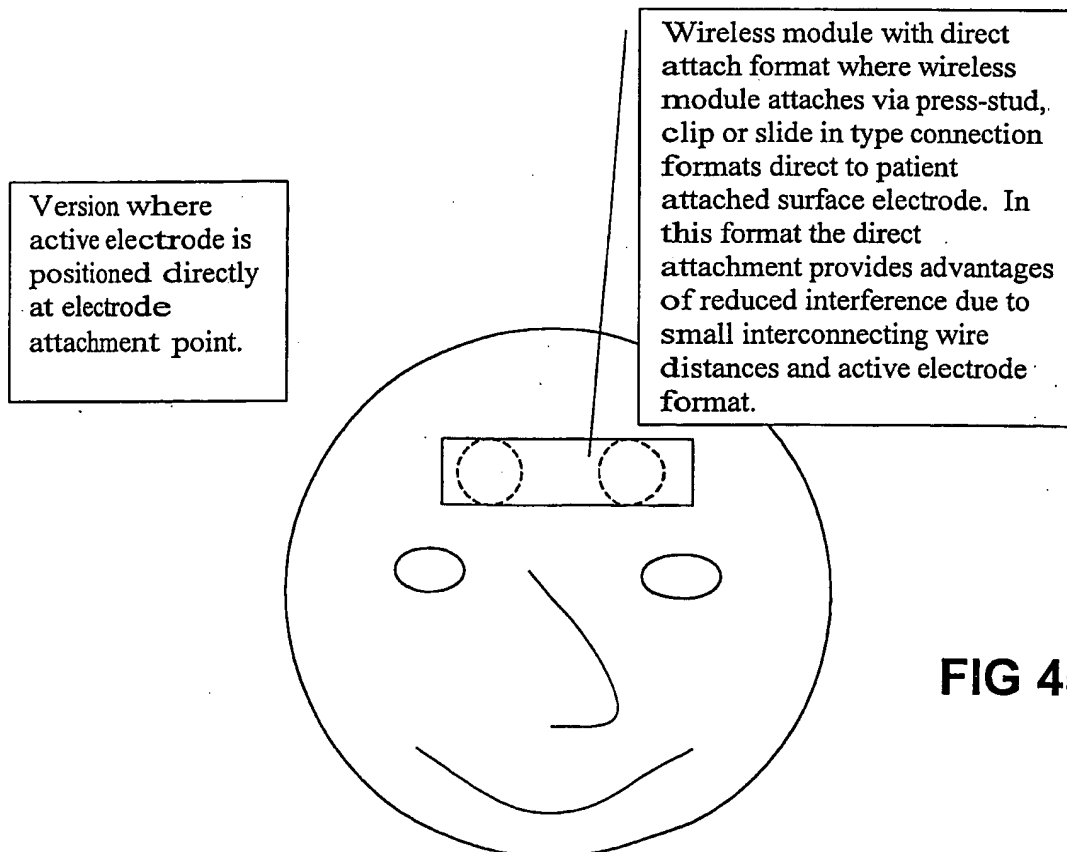 Wireless module with direct
attach format where wireless
module attaches via press-stud,
clip or slide in type connection
formats direct to patient
attached surface electrode. In
this format the direct
attachment provides advantages
of reduced interference due to
small interconnecting wire
distances and active electrode
format.
Version where
active electrode is
positioned directly
at electrode
attachment point.
FIG 4